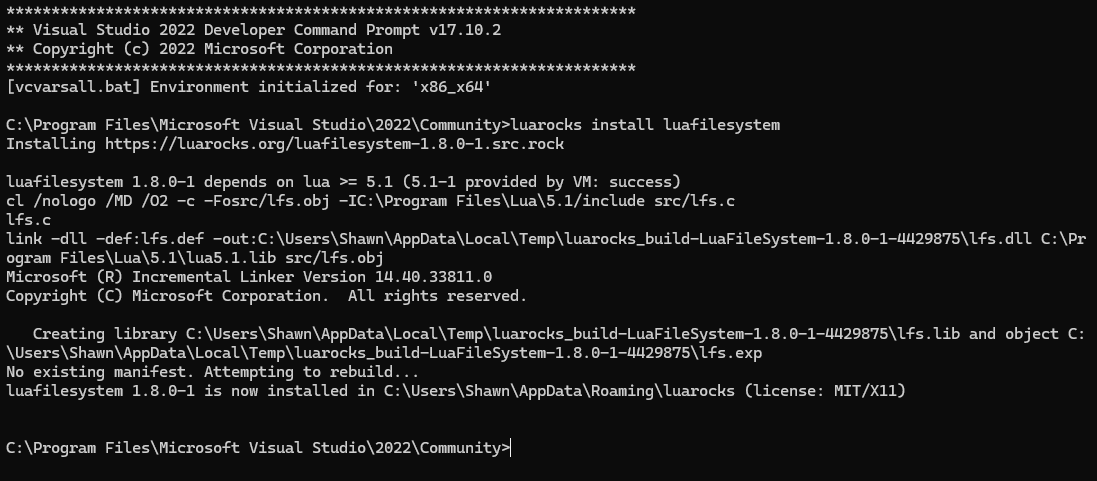 **********************************************************************
** Visual Studio 2022 Developer Command Prompt v17.10.2
** Copyright (c) 2022 Microsoft Corporation
**********************************************************************
[vcvarsall.bat] Environment initialized for: 'x86_x64'
C:\Program Files\Microsoft Visual Studio\2022\Community>luarocks install luafilesystem
Installing https://luarocks.org/luafilesystem-1.8.0-1.src.rock
luafilesystem 1.8.0-1 depends on lua >= 5.1 (5.1-1 provided by VM: success)
cl /nologo /MD /O2 -c -Fosrc/lfs.obj -IC:\Program Files\Lua\5.1/include src/lfs.c
lfs.c
link -dll -def:lfs.def -out:C:\Users\Shawn\AppData\Local\Temp\luarocks_build-LuaFileSystem-1.8.0-1-4429875\lfs.dll C:\Pr
ogram Files\Lua\5.1\lua5.1.lib src/lfs.obj
Microsoft (R) Incremental Linker Version 14.40.33811.0
Copyright (C) Microsoft Corporation.  All rights reserved.
   Creating library C:\Users\Shawn\AppData\Local\Temp\luarocks_build-LuaFileSystem-1.8.0-1-4429875\lfs.lib and object C:
\Users\Shawn\AppData\Local\Temp\luarocks_build-LuaFileSystem-1.8.0-1-4429875\lfs.exp
No existing manifest. Attempting to rebuild...
luafilesystem 1.8.0-1 is now installed in C:\Users\Shawn\AppData\Roaming\luarocks (license: MIT/X11)
C:\Program Files\Microsoft Visual Studio\2022\Community>